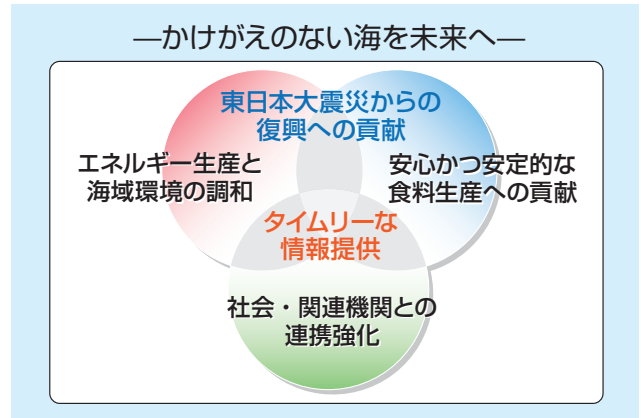 ―かけがえのない海を未来へ―
東日本大震災からの
復興への貢献
エネルギー生産と
海域環境の調和
安心かつ安定的な
食料生産への貢献
タイムリーな
情報提供
社会・関連機関との
連携強化